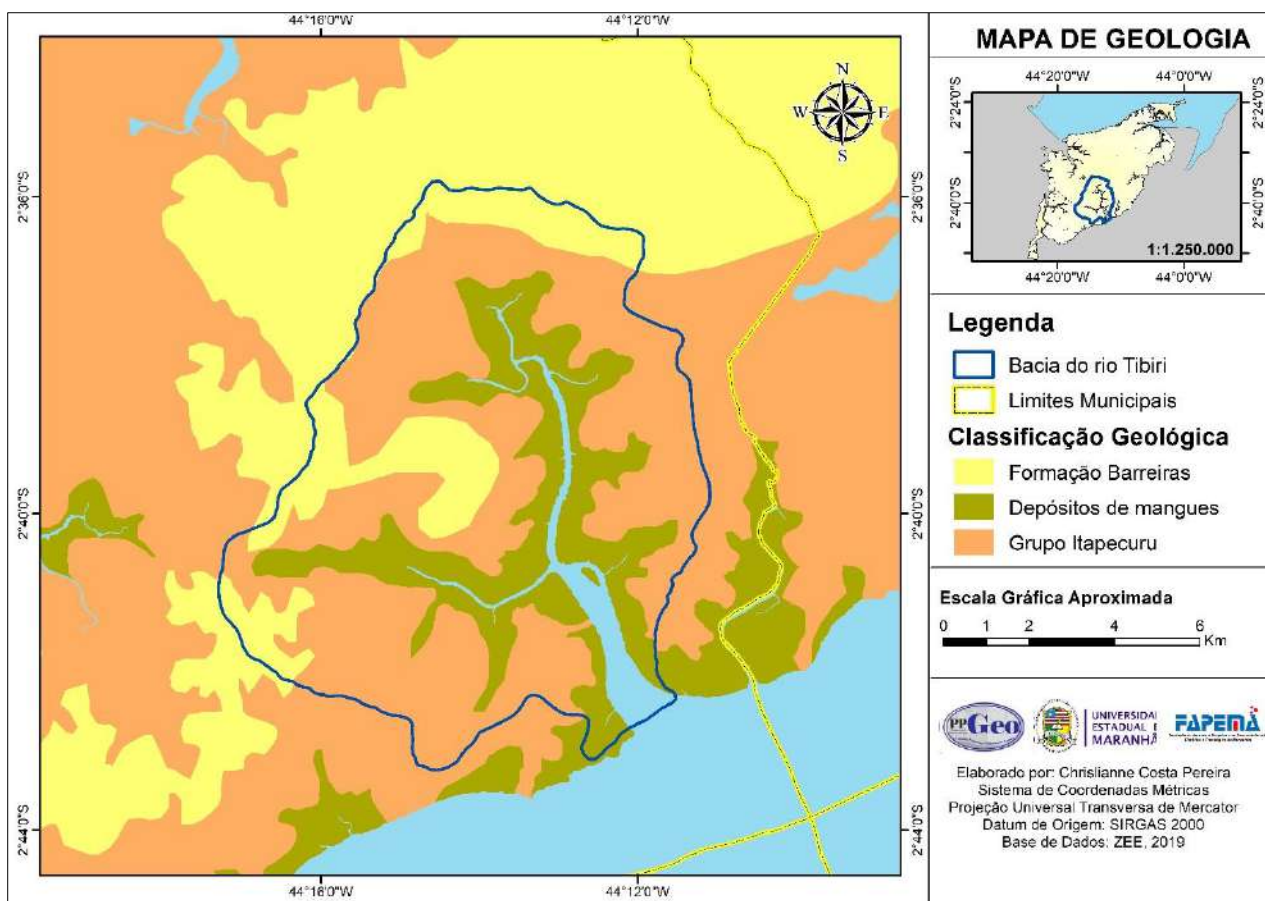 44°16'0"W
44°12'0"W
2°36'0"S
2°40'0"S
2°44'0"S
N
W
E
S
2°36'0"S
2°40'0"S
2°44'0"S
44°16'0"W
44°12'0"W
MAPA DE GEOLOGIA
44°20'0"W
44°0'0"W
2°24'0"S
2°40'0"S
2°24'0"S
2°40'0"S
1:1.250.000
44°20'0"W
44°0'0"W
Legenda
Bacia do rio Tibiri
Limites Municipais
Classificação Geológica
Formação Barreiras
Depósitos de mangues
Grupo Itapecuru
Escala Gráfica Aproximada
0 1 2 4 6
Km
PPGeo
UNIVERSIDA
ESTADUAL D
MARANHÃ
FAPEMA
Elaborado por: Chrislianne Costa Pereira
Sistema de Coordenadas Métricas
Projeção Universal Transversa de Mercator
Datum de Origem: SIRGAS 2000
Base de Dados: ZEE, 2019